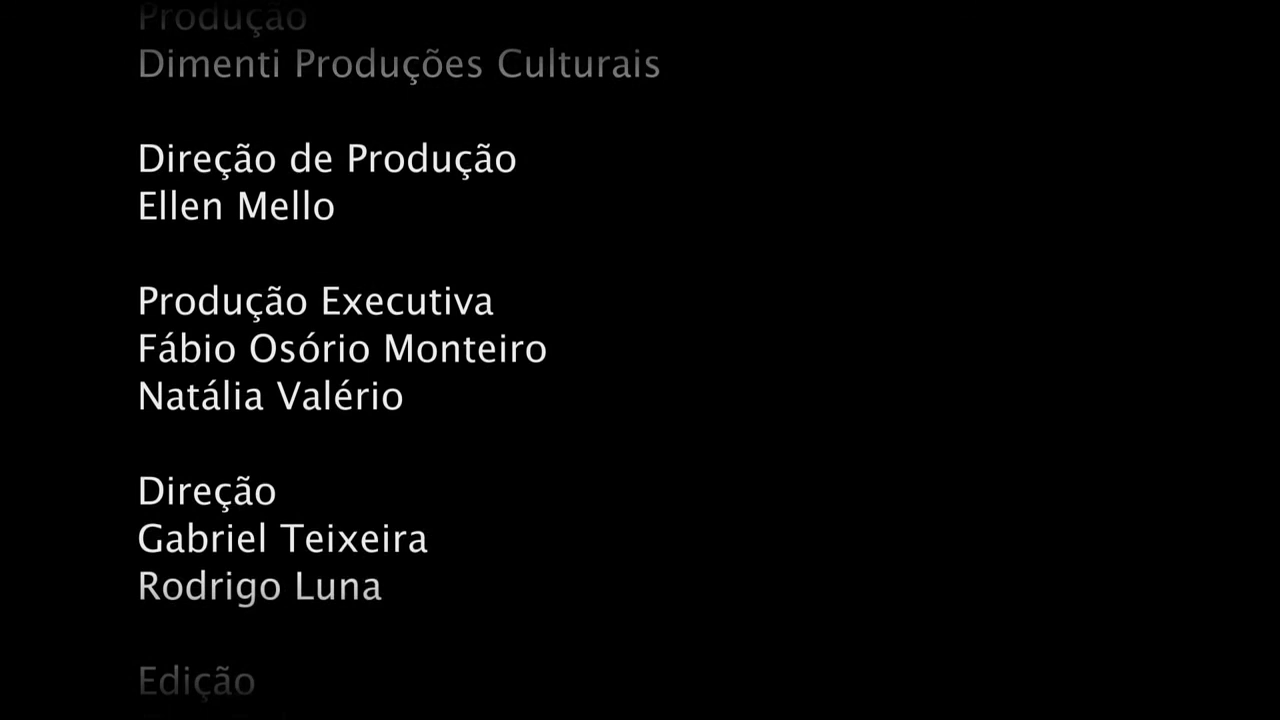 Produção
Dimenti Produções Culturais
Direção de Produção
Ellen Mello
Produção Executiva
Fábio Osório Monteiro
Natália Valério
Direção
Gabriel Teixeira
Rodrigo Luna
Edição